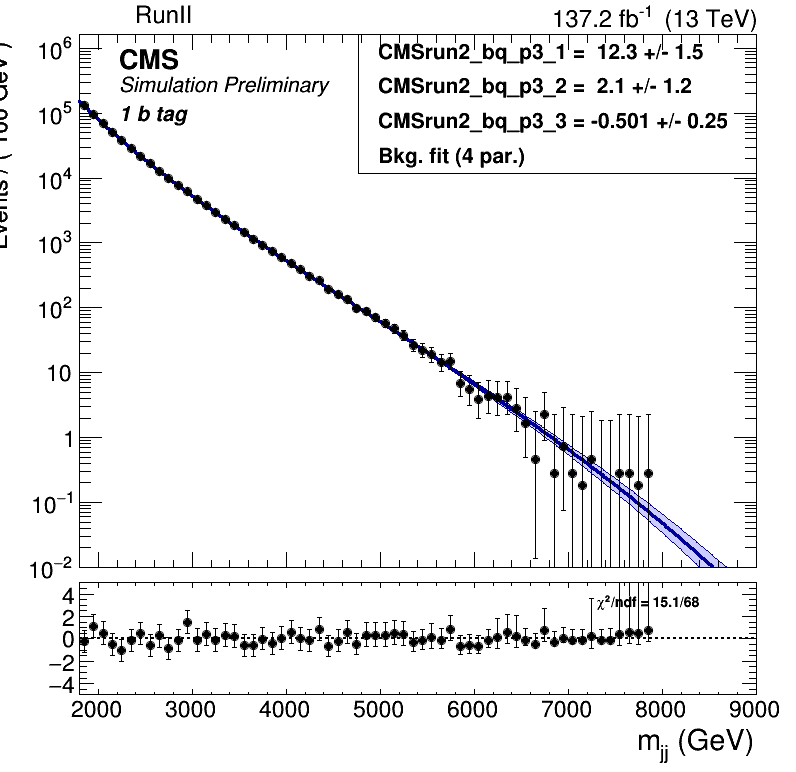 RunII 137.2 fb⁻¹ (13 TeV)
CMS
Simulation Preliminary
1 b tag
CMSrun2_bq_p3_1 = 12.3 +/- 1.5
CMSrun2_bq_p3_2 = 2.1 +/- 1.2
CMSrun2_bq_p3_3 = -0.501 +/- 0.25
Bkg. fit (4 par.)
10⁶
10⁵
10⁴
10³
10²
10
1
10⁻¹
10⁻²
χ²/ndf = 15.1/68
4
2
0
−2
−4
2000 3000 4000 5000 6000 7000 8000 9000
m_jj (GeV)